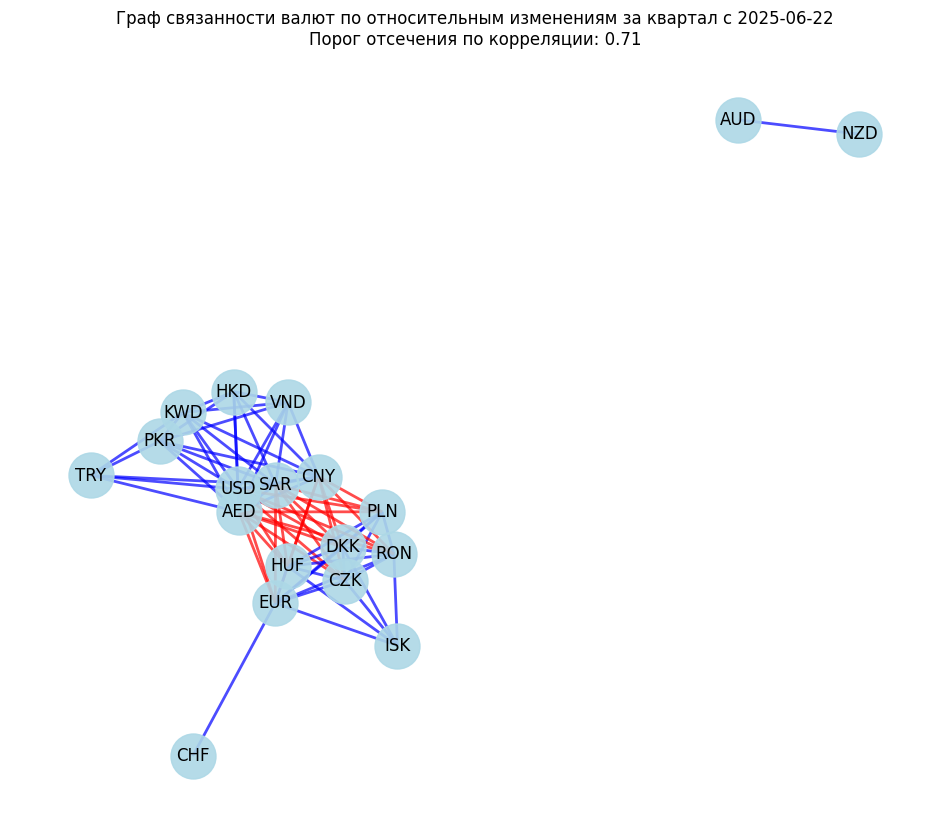 Граф связанности валют по относительным изменениям за квартал с 2025-06-22
Порог отсечения по корреляции: 0.71
AUD
NZD
HKD
VND
KWD
PKR
TRY
CNY
SAR
USD
AED
PLN
DKK
RON
HUF
CZK
EUR
ISK
CHF